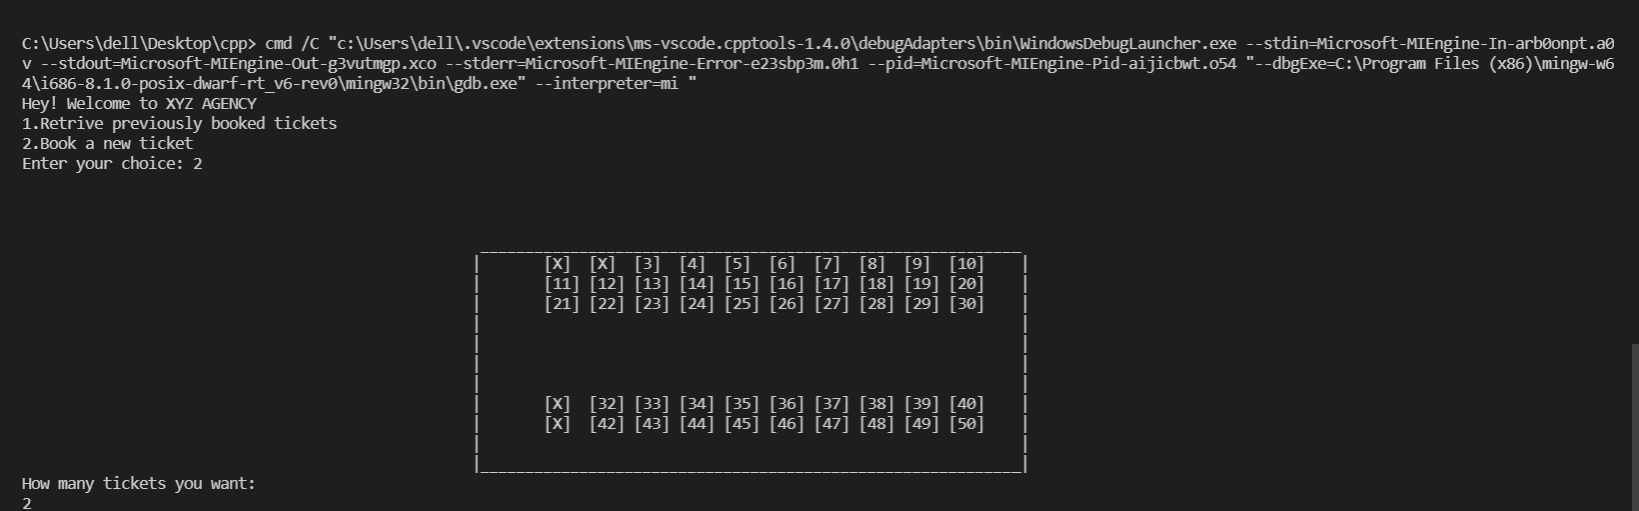 C:\Users\dell\Desktop\cpp> cmd /C "c:\Users\dell\.vscode\extensions\ms-vscode.cpptools-1.4.0\debugAdapters\bin\WindowsDebugLauncher.exe --stdin=Microsoft-MIEngine-In-arb0onpt.a0
v --stdout=Microsoft-MIEngine-Out-g3vutmgp.xco --stderr=Microsoft-MIEngine-Error-e23sbp3m.0h1 --pid=Microsoft-MIEngine-Pid-aijicbwt.o54 "--dbgExe=C:\Program Files (x86)\mingw-w6
4\i686-8.1.0-posix-dwarf-rt_v6-rev0\mingw32\bin\gdb.exe" --interpreter=mi "
Hey! Welcome to XYZ AGENCY
1.Retrive previously booked tickets
2.Book a new ticket
Enter your choice: 2
[X] [X] [3] [4] [5] [6] [7] [8] [9] [10]
[11] [12] [13] [14] [15] [16] [17] [18] [19] [20]
[21] [22] [23] [24] [25] [26] [27] [28] [29] [30]
[X] [32] [33] [34] [35] [36] [37] [38] [39] [40]
[X] [42] [43] [44] [45] [46] [47] [48] [49] [50]
How many tickets you want:
2